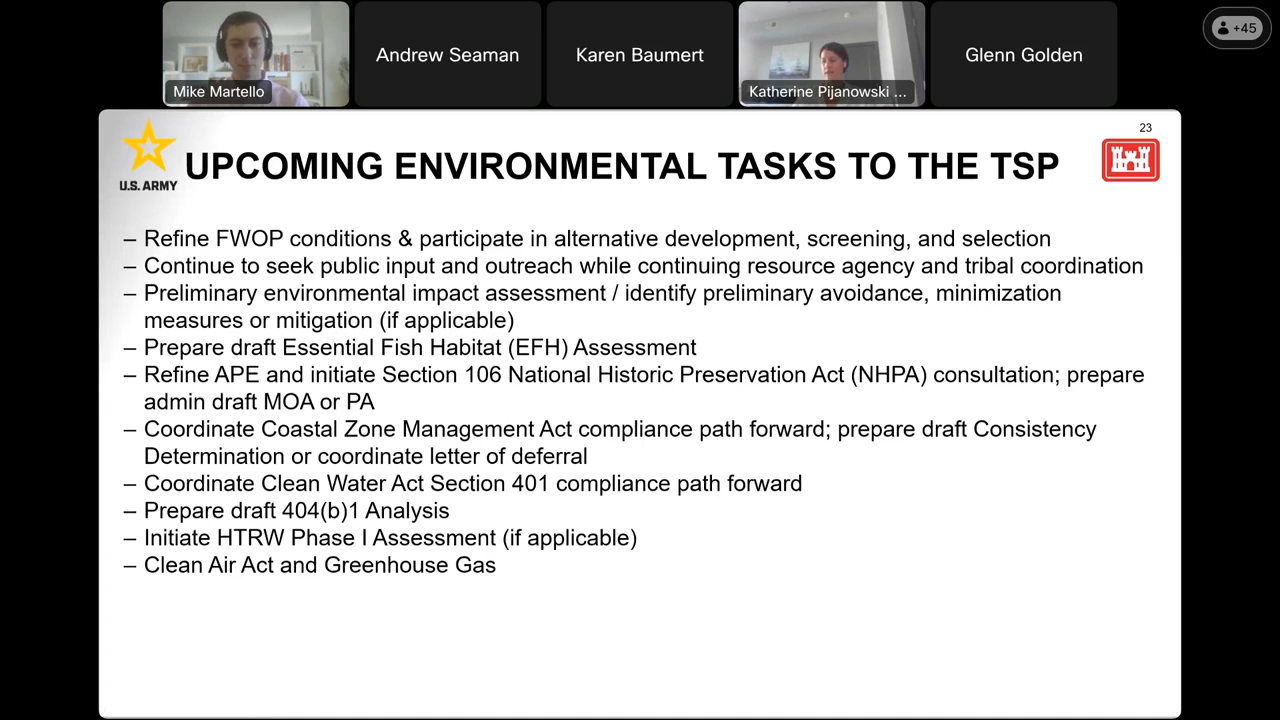 +45
Andrew Seaman
Karen Baumert
Glenn Golden
Mike Martello
Katherine Pijanowski ...
23
U.S. ARMY
UPCOMING ENVIRONMENTAL TASKS TO THE TSP
– Refine FWOP conditions & participate in alternative development, screening, and selection
– Continue to seek public input and outreach while continuing resource agency and tribal coordination
– Preliminary environmental impact assessment / identify preliminary avoidance, minimization
measures or mitigation (if applicable)
– Prepare draft Essential Fish Habitat (EFH) Assessment
– Refine APE and initiate Section 106 National Historic Preservation Act (NHPA) consultation; prepare
admin draft MOA or PA
– Coordinate Coastal Zone Management Act compliance path forward; prepare draft Consistency
Determination or coordinate letter of deferral
– Coordinate Clean Water Act Section 401 compliance path forward
– Prepare draft 404(b)1 Analysis
– Initiate HTRW Phase I Assessment (if applicable)
– Clean Air Act and Greenhouse Gas